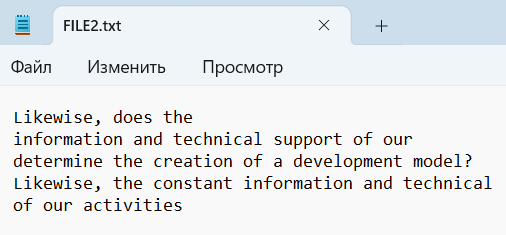 FILE2.txt
Файл Изменить Просмотр
Likewise, does the
information and technical support of our
determine the creation of a development model?
Likewise, the constant information and technical
of our activities